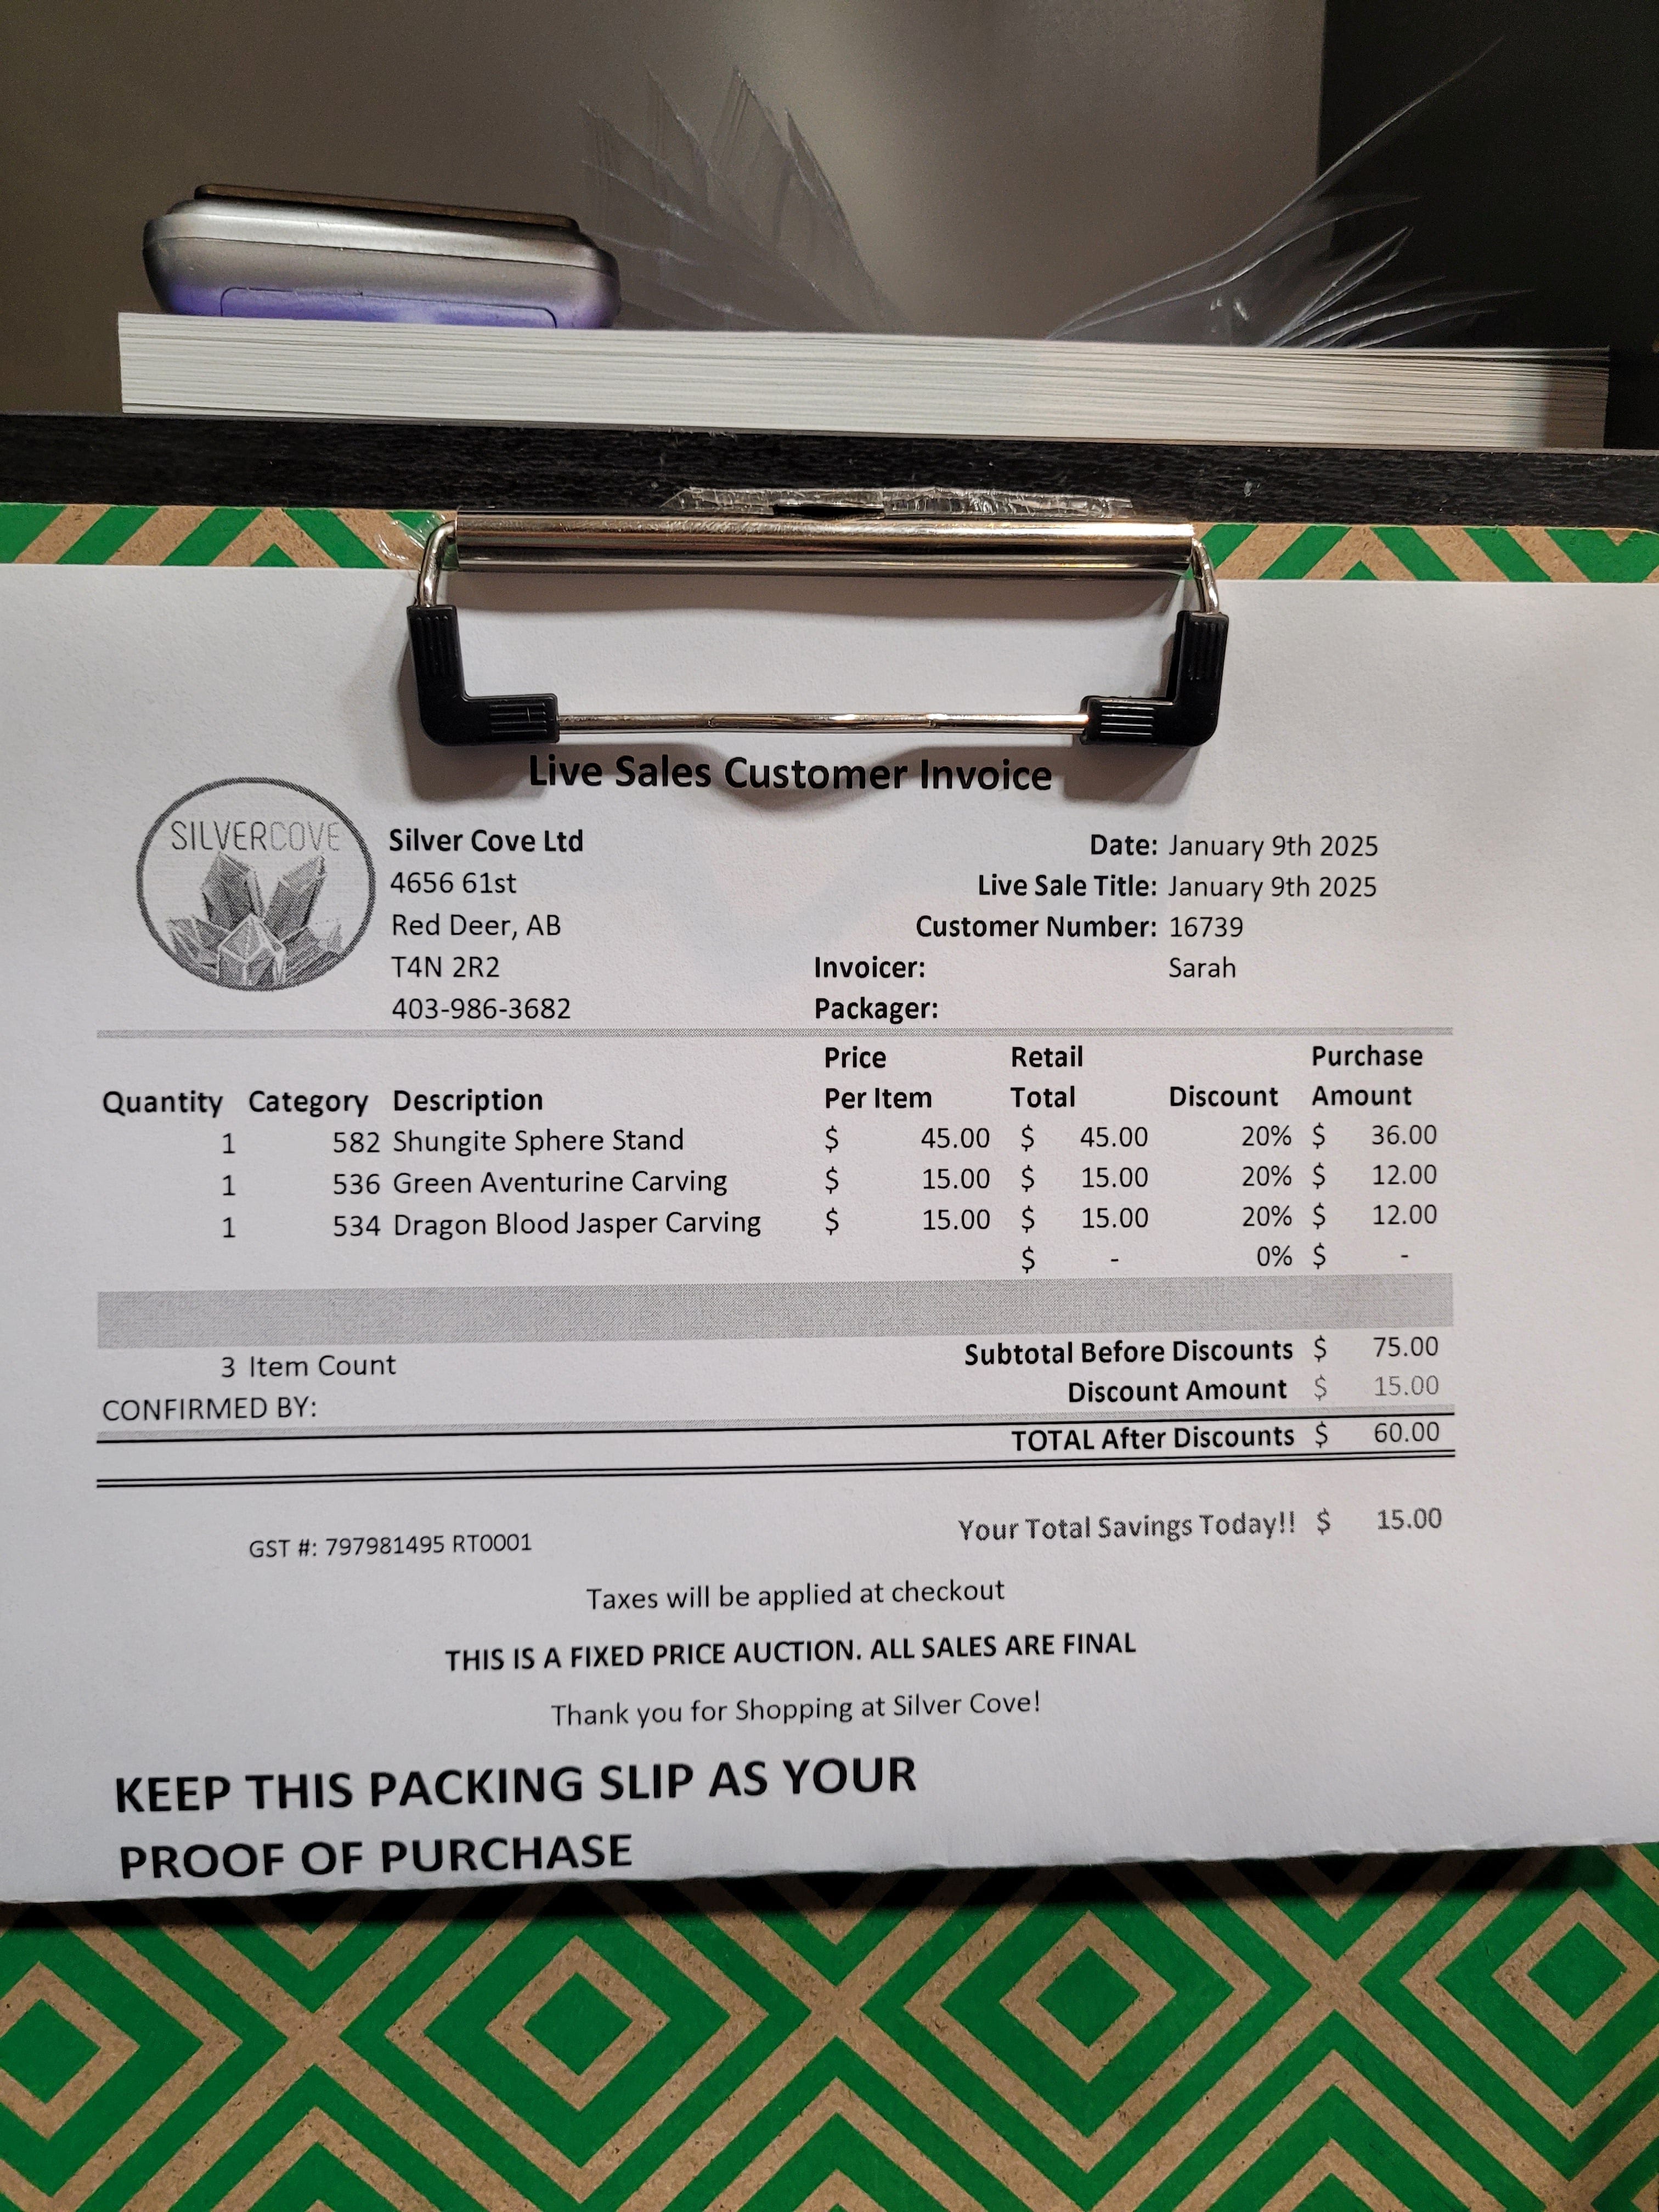 Live Sales Customer Invoice
SILVERCOVE
Silver Cove Ltd
4656 61st
Red Deer, AB
T4N 2R2
403-986-3682
Date: January 9th 2025
Live Sale Title: January 9th 2025
Customer Number: 16739
Invoicer: Sarah
Packager:
Quantity Category Description Price Per Item Retail Total Discount Purchase Amount
1 582 Shungite Sphere Stand $ 45.00 $ 45.00 20% $ 36.00
1 536 Green Aventurine Carving $ 15.00 $ 15.00 20% $ 12.00
1 534 Dragon Blood Jasper Carving $ 15.00 $ 15.00 20% $ 12.00
$ - 0% $ -
Subtotal Before Discounts $ 75.00
3 Item Count
Discount Amount $ 15.00
CONFIRMED BY:
TOTAL After Discounts $ 60.00
Your Total Savings Today!! $ 15.00
GST #: 797981495 RT0001
Taxes will be applied at checkout
THIS IS A FIXED PRICE AUCTION. ALL SALES ARE FINAL
Thank you for Shopping at Silver Cove!
KEEP THIS PACKING SLIP AS YOUR
PROOF OF PURCHASE